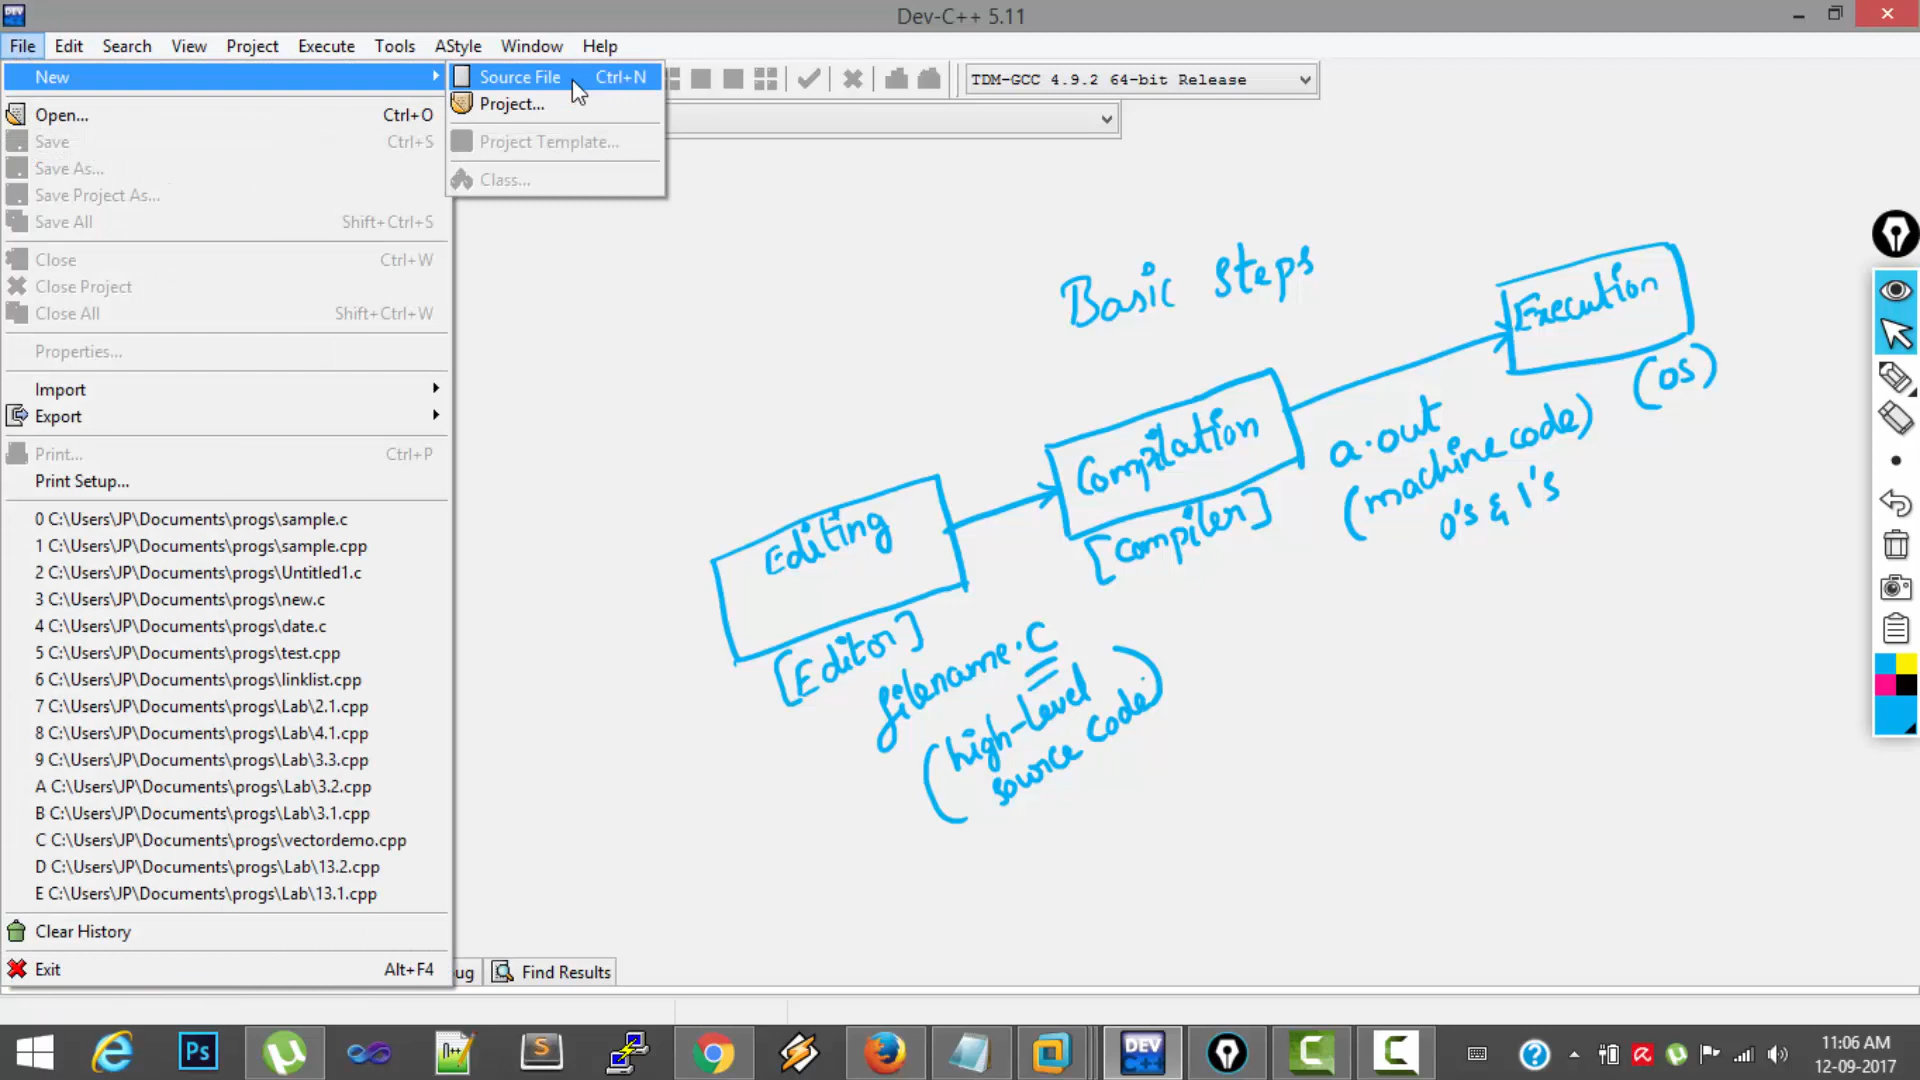 Dev-C++ 5.11
File Edit Search View Project Execute Tools AStyle Window Help
New
Source File Ctrl+N
Project...
Project Template...
Class...
TDM-GCC 4.9.2 64-bit Release
Open... Ctrl+O
Save Ctrl+S
Save As...
Save Project As...
Save All Shift+Ctrl+S
Close Ctrl+W
Close Project
Close All Shift+Ctrl+W
Properties...
Import
Export
Print... Ctrl+P
Print Setup...
0 C:\Users\JP\Documents\progs\sample.c
1 C:\Users\JP\Documents\progs\sample.cpp
2 C:\Users\JP\Documents\progs\Untitled1.c
3 C:\Users\JP\Documents\progs\new.c
4 C:\Users\JP\Documents\progs\date.c
5 C:\Users\JP\Documents\progs\test.cpp
6 C:\Users\JP\Documents\progs\linklist.cpp
7 C:\Users\JP\Documents\progs\Lab\2.1.cpp
8 C:\Users\JP\Documents\progs\Lab\4.1.cpp
9 C:\Users\JP\Documents\progs\Lab\3.3.cpp
A C:\Users\JP\Documents\progs\Lab\3.2.cpp
B C:\Users\JP\Documents\progs\Lab\3.1.cpp
C C:\Users\JP\Documents\progs\vectordemo.cpp
D C:\Users\JP\Documents\progs\Lab\13.2.cpp
E C:\Users\JP\Documents\progs\Lab\13.1.cpp
Clear History
Exit Alt+F4
ug
Find Results
Basic steps
Editing
[Editor]
filename.c
(high-level
source code)
Compilation
[Compiler]
a.out
(machine code)
0's & 1's
Execution
(OS)
Ps
n++
S
DEV
C++
C
C
11:06 AM
12-09-2017